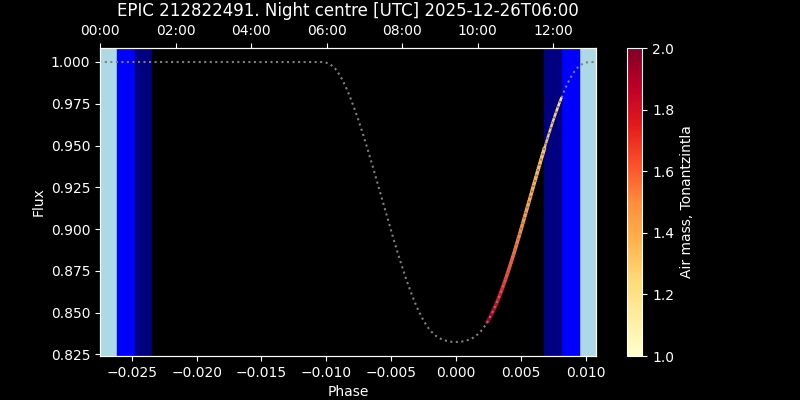 EPIC 212822491. Night centre [UTC] 2025-12-26T06:00
00:00 02:00 04:00 06:00 08:00 10:00 12:00
1.000
0.975
0.950
0.925
0.900
0.875
0.850
0.825
Flux
−0.025 −0.020 −0.015 −0.010 −0.005 0.000 0.005 0.010
Phase
2.0
1.8
1.6
1.4
1.2
1.0
Air mass, Tonantzintla